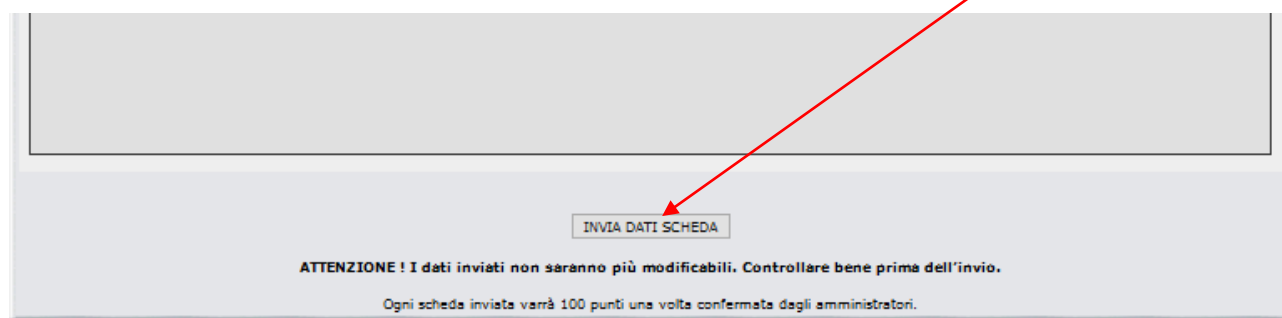 INVIA DATI SCHEDA
ATTENZIONE ! I dati inviati non saranno più modificabili. Controllare bene prima dell'invio.
Ogni scheda inviata varrà 100 punti una volta confermata dagli amministratori.